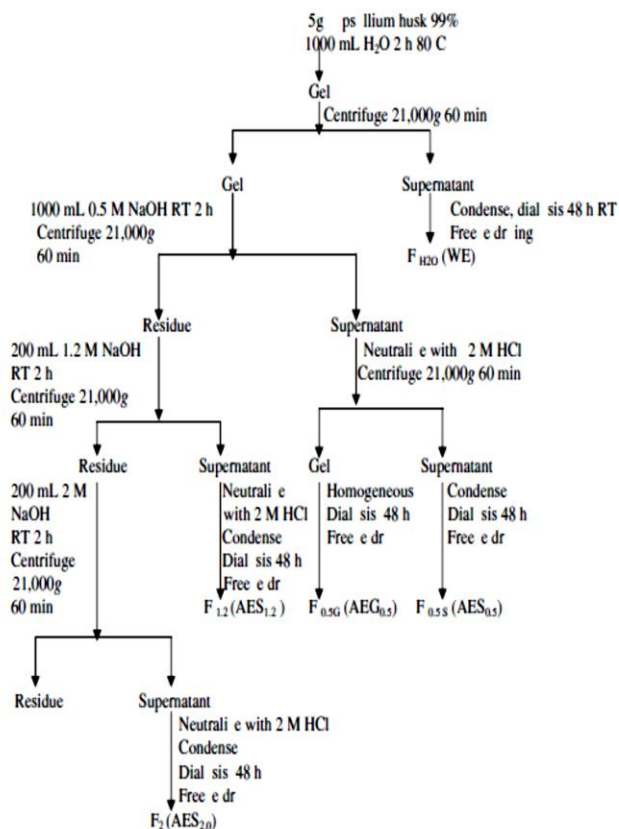 5g ps llium husk 99%
1000 mL H₂O 2 h 80 C
Gel
Centrifuge 21,000g 60 min
Gel
Supernatant
1000 mL 0.5 M NaOH RT 2 h
Centrifuge 21,000g
60 min
Condense, dial sis 48 h RT
Free e dr ing
F H2O (WE)
Residue
Supernatant
200 mL 1.2 M NaOH
RT 2 h
Centrifuge 21,000g
60 min
Neutrali e with 2 M HCl
Centrifuge 21,000g 60 min
Residue
Supernatant
Gel
Supernatant
200 mL 2 M
NaOH
RT 2 h
Centrifuge
21,000g
60 min
Neutrali e
with 2 M HCl
Condense
Dial sis 48 h
Free e dr
Homogeneous
Dial sis 48 h
Free e dr
Condense
Dial sis 48 h
Free e dr
F 1.2 (AES1.2 )
F 0.5G (AEG0.5)
F 0.5 S (AES0.5)
Residue
Supernatant
Neutrali e with 2 M HCl
Condense
Dial sis 48 h
Free e dr
F2 (AES2.0)